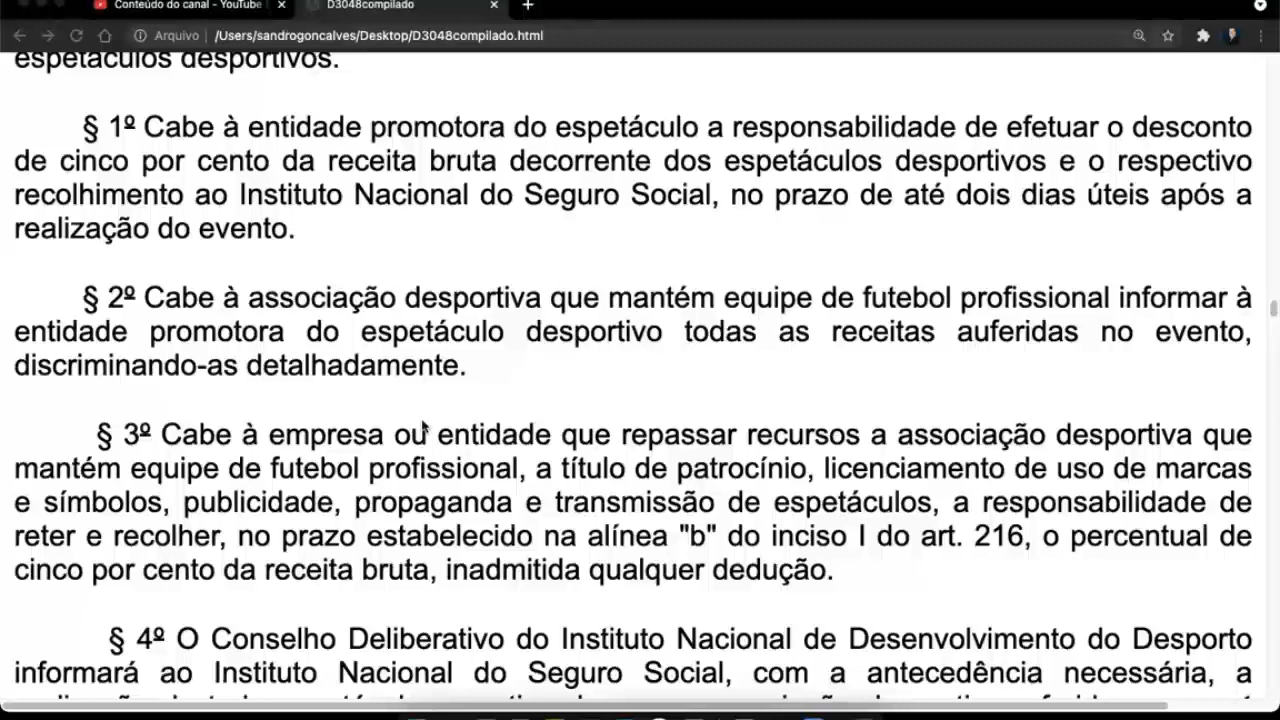 Conteúdo do canal - YouTube
D3048compilado
Arquivo | /Users/sandrogoncalves/Desktop/D3048compilado.html
espetáculos desportivos.
§ 1º Cabe à entidade promotora do espetáculo a responsabilidade de efetuar o desconto
de cinco por cento da receita bruta decorrente dos espetáculos desportivos e o respectivo
recolhimento ao Instituto Nacional do Seguro Social, no prazo de até dois dias úteis após a
realização do evento.
§ 2º Cabe à associação desportiva que mantém equipe de futebol profissional informar à
entidade promotora do espetáculo desportivo todas as receitas auferidas no evento,
discriminando-as detalhadamente.
§ 3º Cabe à empresa ou entidade que repassar recursos a associação desportiva que
mantém equipe de futebol profissional, a título de patrocínio, licenciamento de uso de marcas
e símbolos, publicidade, propaganda e transmissão de espetáculos, a responsabilidade de
reter e recolher, no prazo estabelecido na alínea "b" do inciso I do art. 216, o percentual de
cinco por cento da receita bruta, inadmitida qualquer dedução.
§ 4º O Conselho Deliberativo do Instituto Nacional de Desenvolvimento do Desporto
informará ao Instituto Nacional do Seguro Social, com a antecedência necessária, a